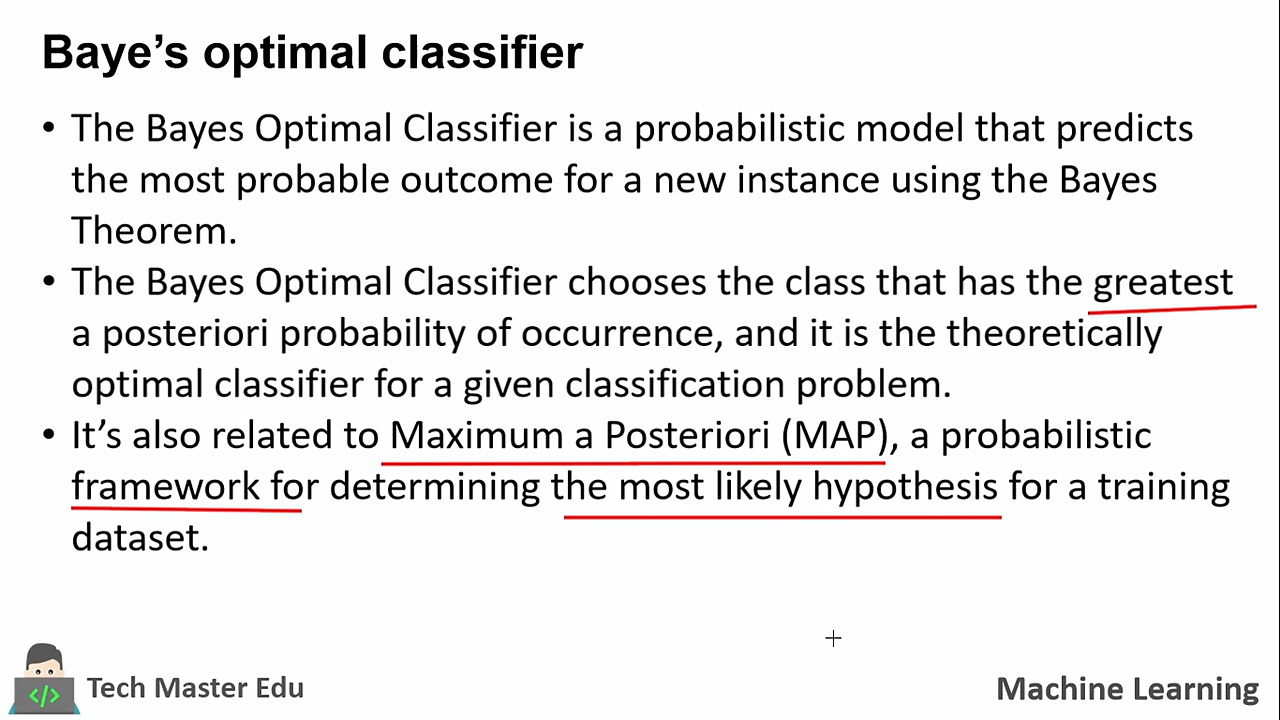 Baye's optimal classifier
• The Bayes Optimal Classifier is a probabilistic model that predicts
the most probable outcome for a new instance using the Bayes
Theorem.
• The Bayes Optimal Classifier chooses the class that has the greatest
a posteriori probability of occurrence, and it is the theoretically
optimal classifier for a given classification problem.
• It's also related to Maximum a Posteriori (MAP), a probabilistic
framework for determining the most likely hypothesis for a training
dataset.
</>
Tech Master Edu
Machine Learning